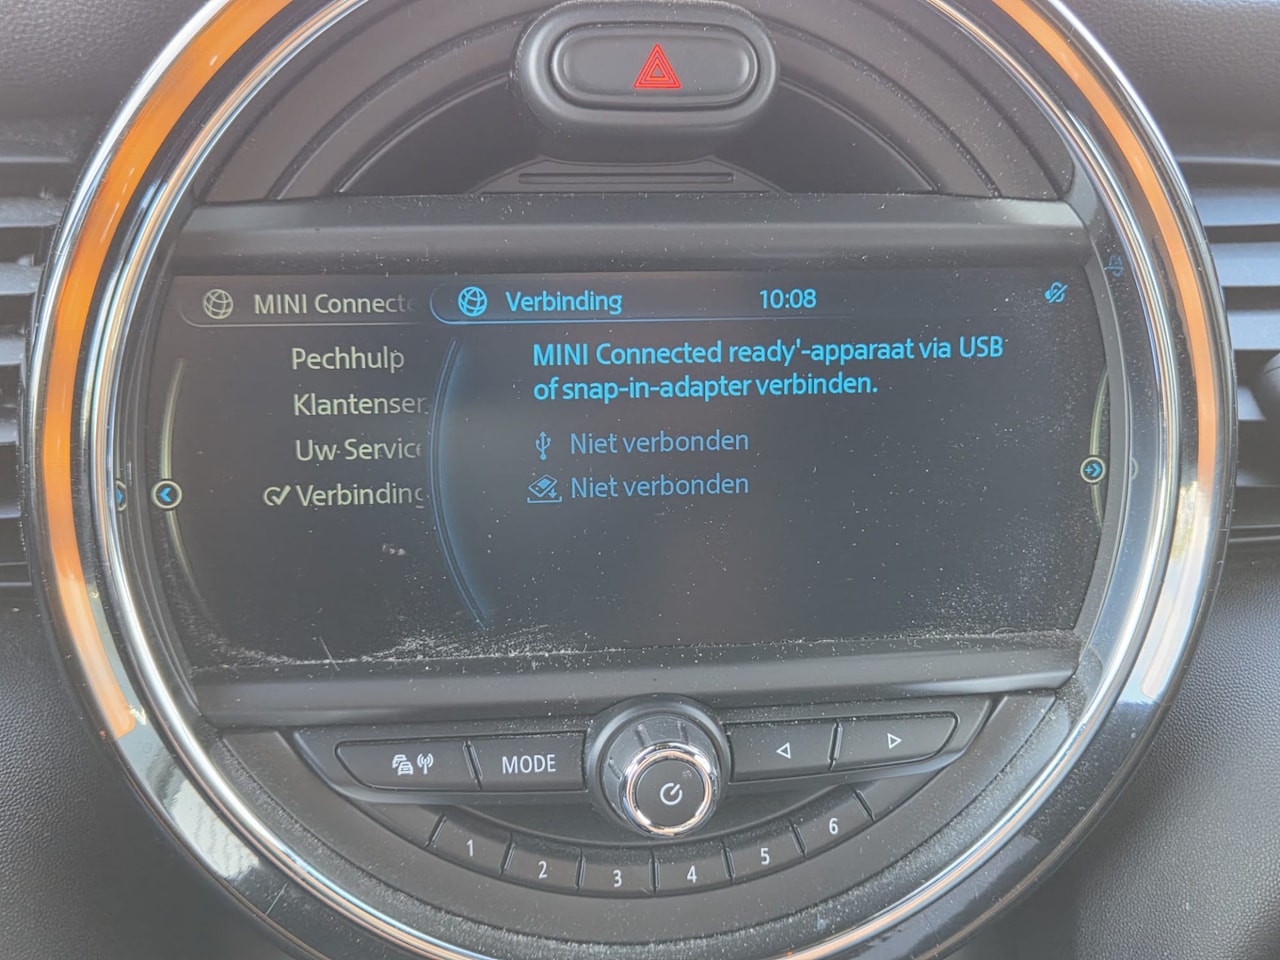 MINI Connecte
Verbinding
10:08
Pechhulp
Klantenser
Uw Service
Verbinding
MINI Connected ready'-apparaat via USB
of snap-in-adapter verbinden.
Niet verbonden
Niet verbonden
MODE
1
2
3
4
5
6